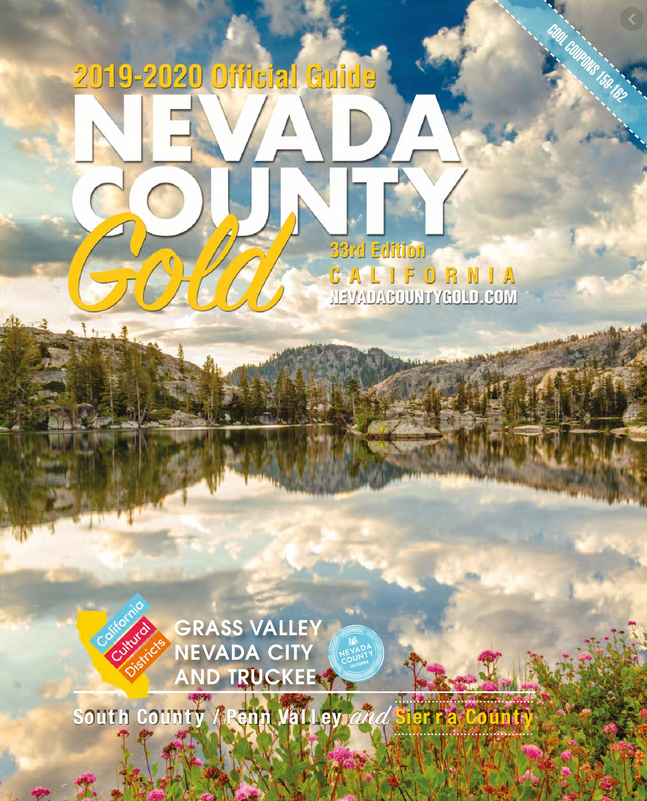 COOL COUPONS 159-162
2019-2020 Official Guide
NEVADA
COUNTY
Gold
33rd Edition
CALIFORNIA
NEVADACOUNTYGOLD.COM
California
Cultural
Districts
GRASS VALLEY
NEVADA CITY
AND TRUCKEE
NEVADA
COUNTY
CALIFORNIA
South County / Penn Valley and Sierra County